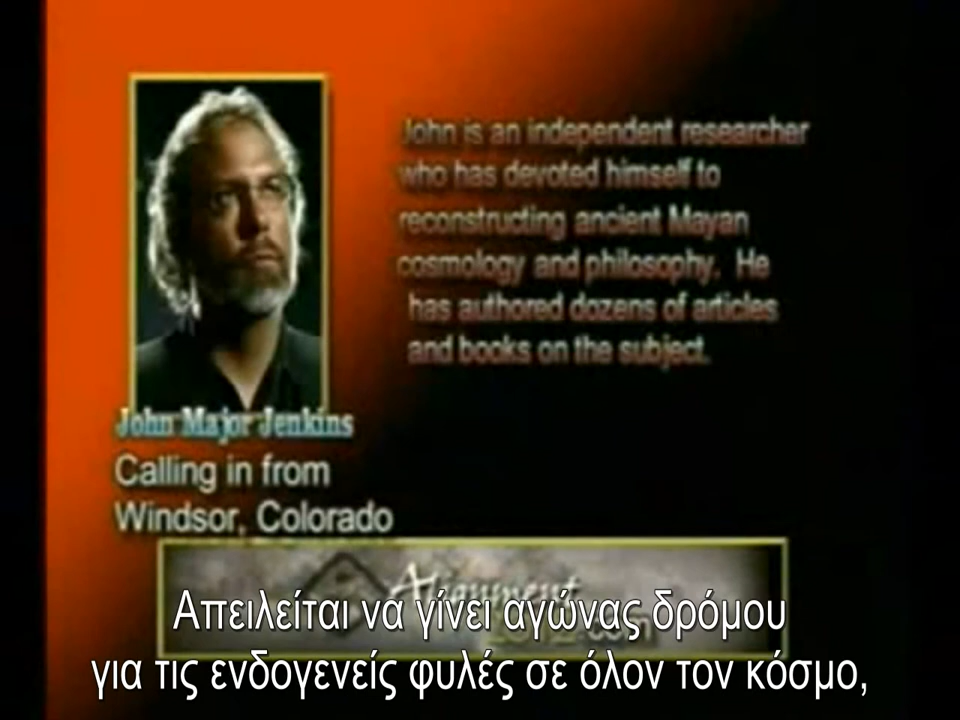 John is an independent researcher
who has devoted himself to
reconstructing ancient Mayan
cosmology and philosophy. He
has authored dozens of articles
and books on the subject.
John Major Jenkins
Calling in from
Windsor, Colorado
Alignment
.com
Απειλείται να γίνει αγώνας δρόμου
για τις ενδογενείς φυλές σε όλον τον κόσμο,